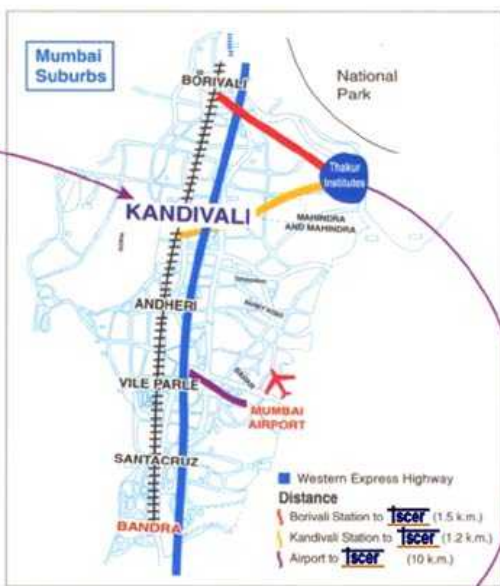 Mumbai
Suburbs
BORIVALI
National
Park
Thakur
Institutes
KANDIVALI
MAHINDRA
AND MAHINDRA
ANDHERI
SAHAR
VILE PARLE
MUMBAI
AIRPORT
SANTACRUZ
BANDRA
Western Express Highway
Distance
Borivali Station to Tscer (1.5 k.m.)
Kandivali Station to Tscer (1.2 k.m.)
Airport to Tscer (10 k.m.)